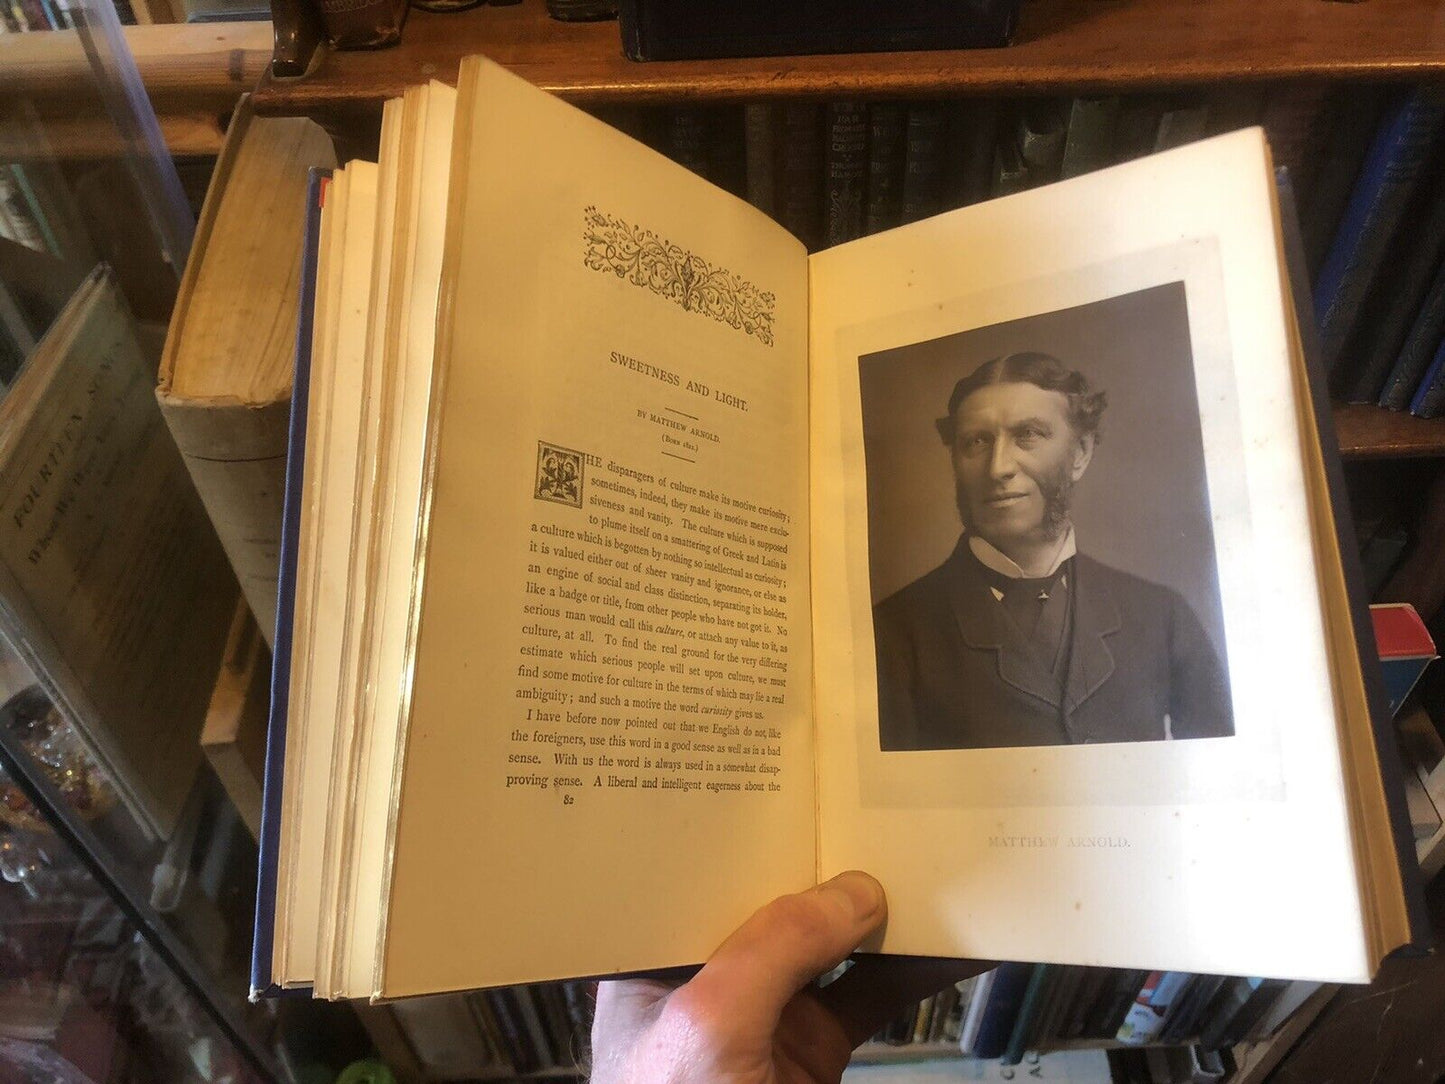 SWEETNESS AND LIGHT.
BY MATTHEW ARNOLD.
(BORN 1822.)
THE disparagers of culture make its motive curiosity;
sometimes, indeed, they make its motive mere exclu-
siveness and vanity. The culture which is supposed
to plume itself on a smattering of Greek and Latin is
a culture which is begotten by nothing so intellectual as curiosity;
it is valued either out of sheer vanity and ignorance, or else as
an engine of social and class distinction, separating its holder,
like a badge or title, from other people who have not got it. No
serious man would call this culture, or attach any value to it, as
culture, at all. To find the real ground for the very differing
estimate which serious people will set upon culture, we must
find some motive for culture in the terms of which may lie a real
ambiguity; and such a motive the word curiosity gives us.
I have before now pointed out that we English do not, like
the foreigners, use this word in a good sense as well as in a bad
sense. With us the word is always used in a somewhat disap-
proving sense. A liberal and intelligent eagerness about the
82
MATTHEW ARNOLD.
FOURTEEN SONGS
FAR
FROM THE
MADDING
CROWD
THOMAS
HARDY